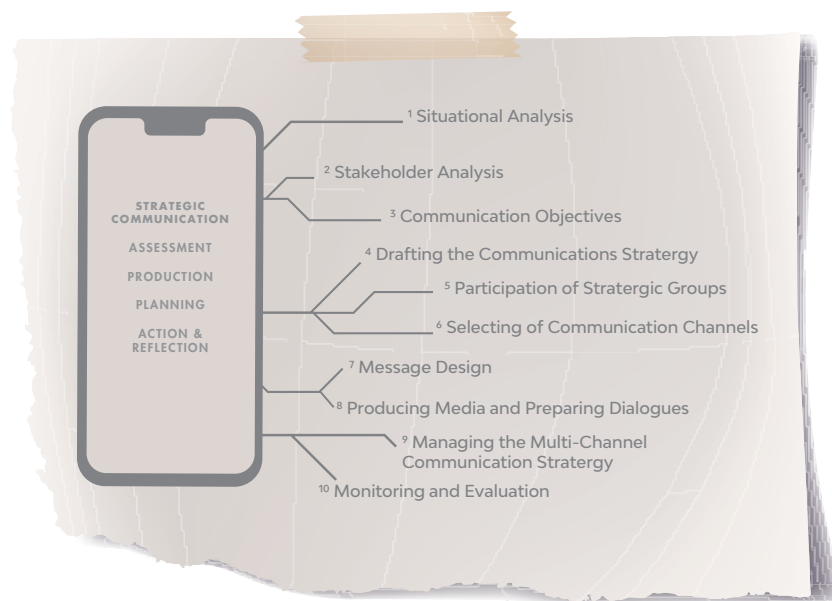 STRATEGIC
COMMUNICATION
ASSESSMENT
PRODUCTION
PLANNING
ACTION &
REFLECTION
1 Situational Analysis
2 Stakeholder Analysis
3 Communication Objectives
4 Drafting the Communications Stratergy
5 Participation of Stratergic Groups
6 Selecting of Communication Channels
7 Message Design
8 Producing Media and Preparing Dialogues
9 Managing the Multi-Channel
Communication Stratergy
10 Monitoring and Evaluation